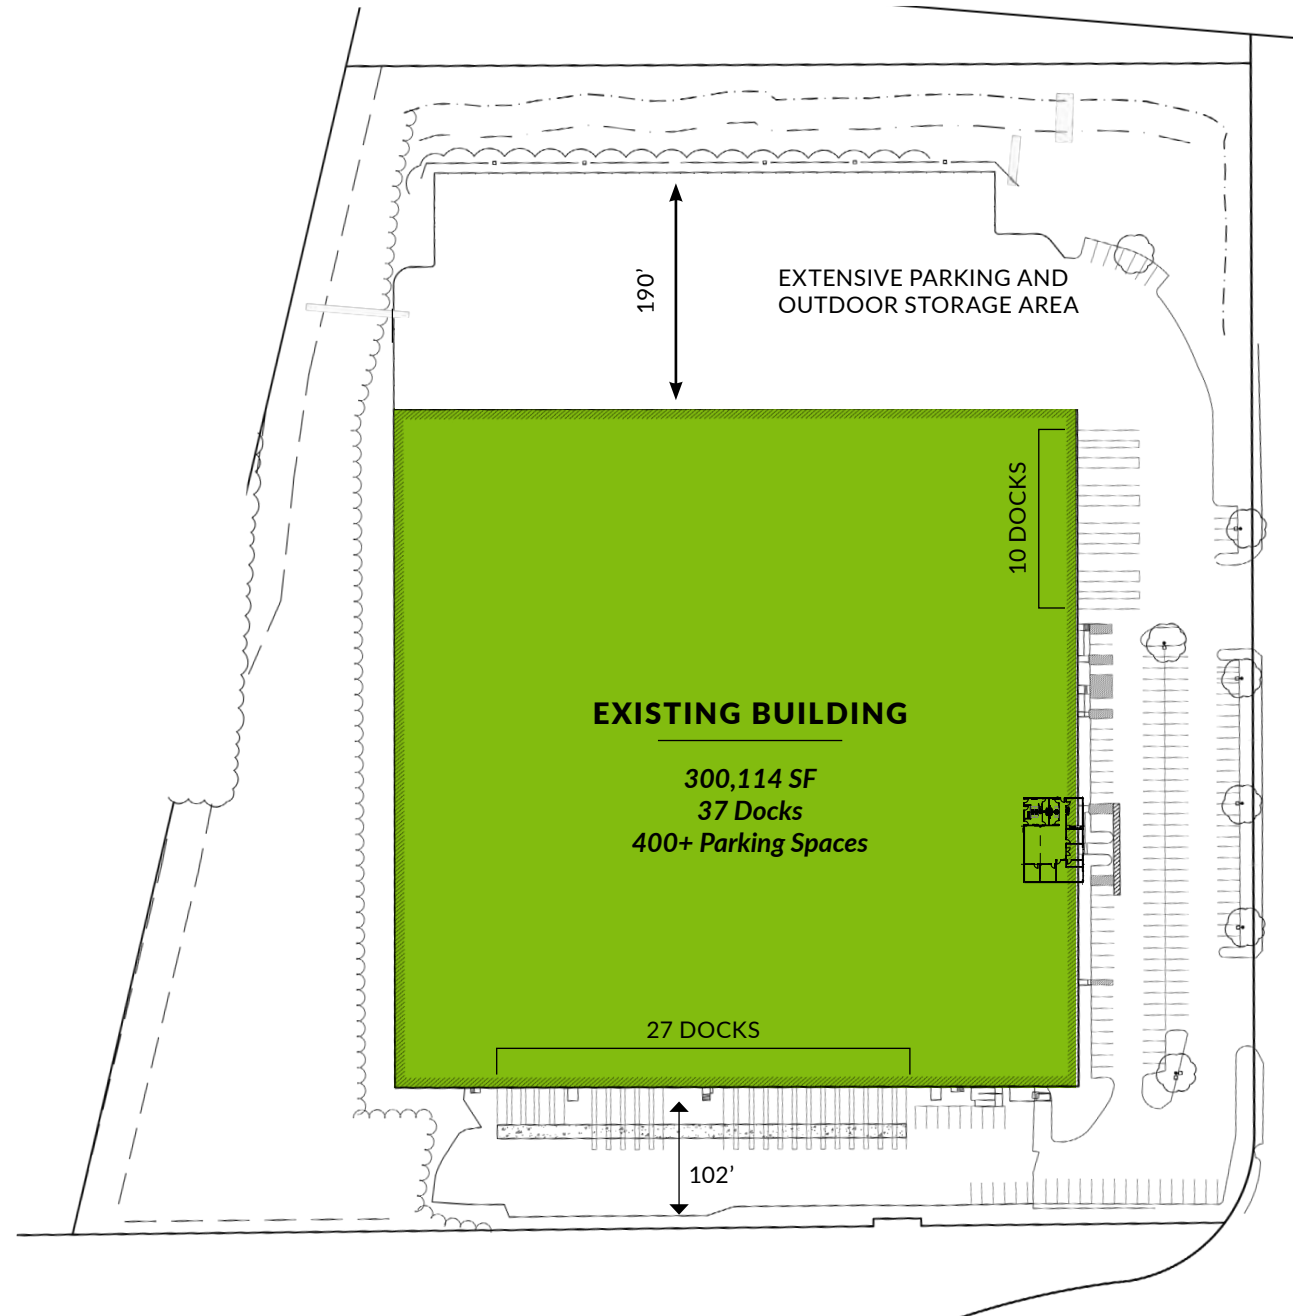 190’
EXTENSIVE PARKING AND
OUTDOOR STORAGE AREA
10 DOCKS
EXISTING BUILDING
300,114 SF
37 Docks
400+ Parking Spaces
27 DOCKS
102’